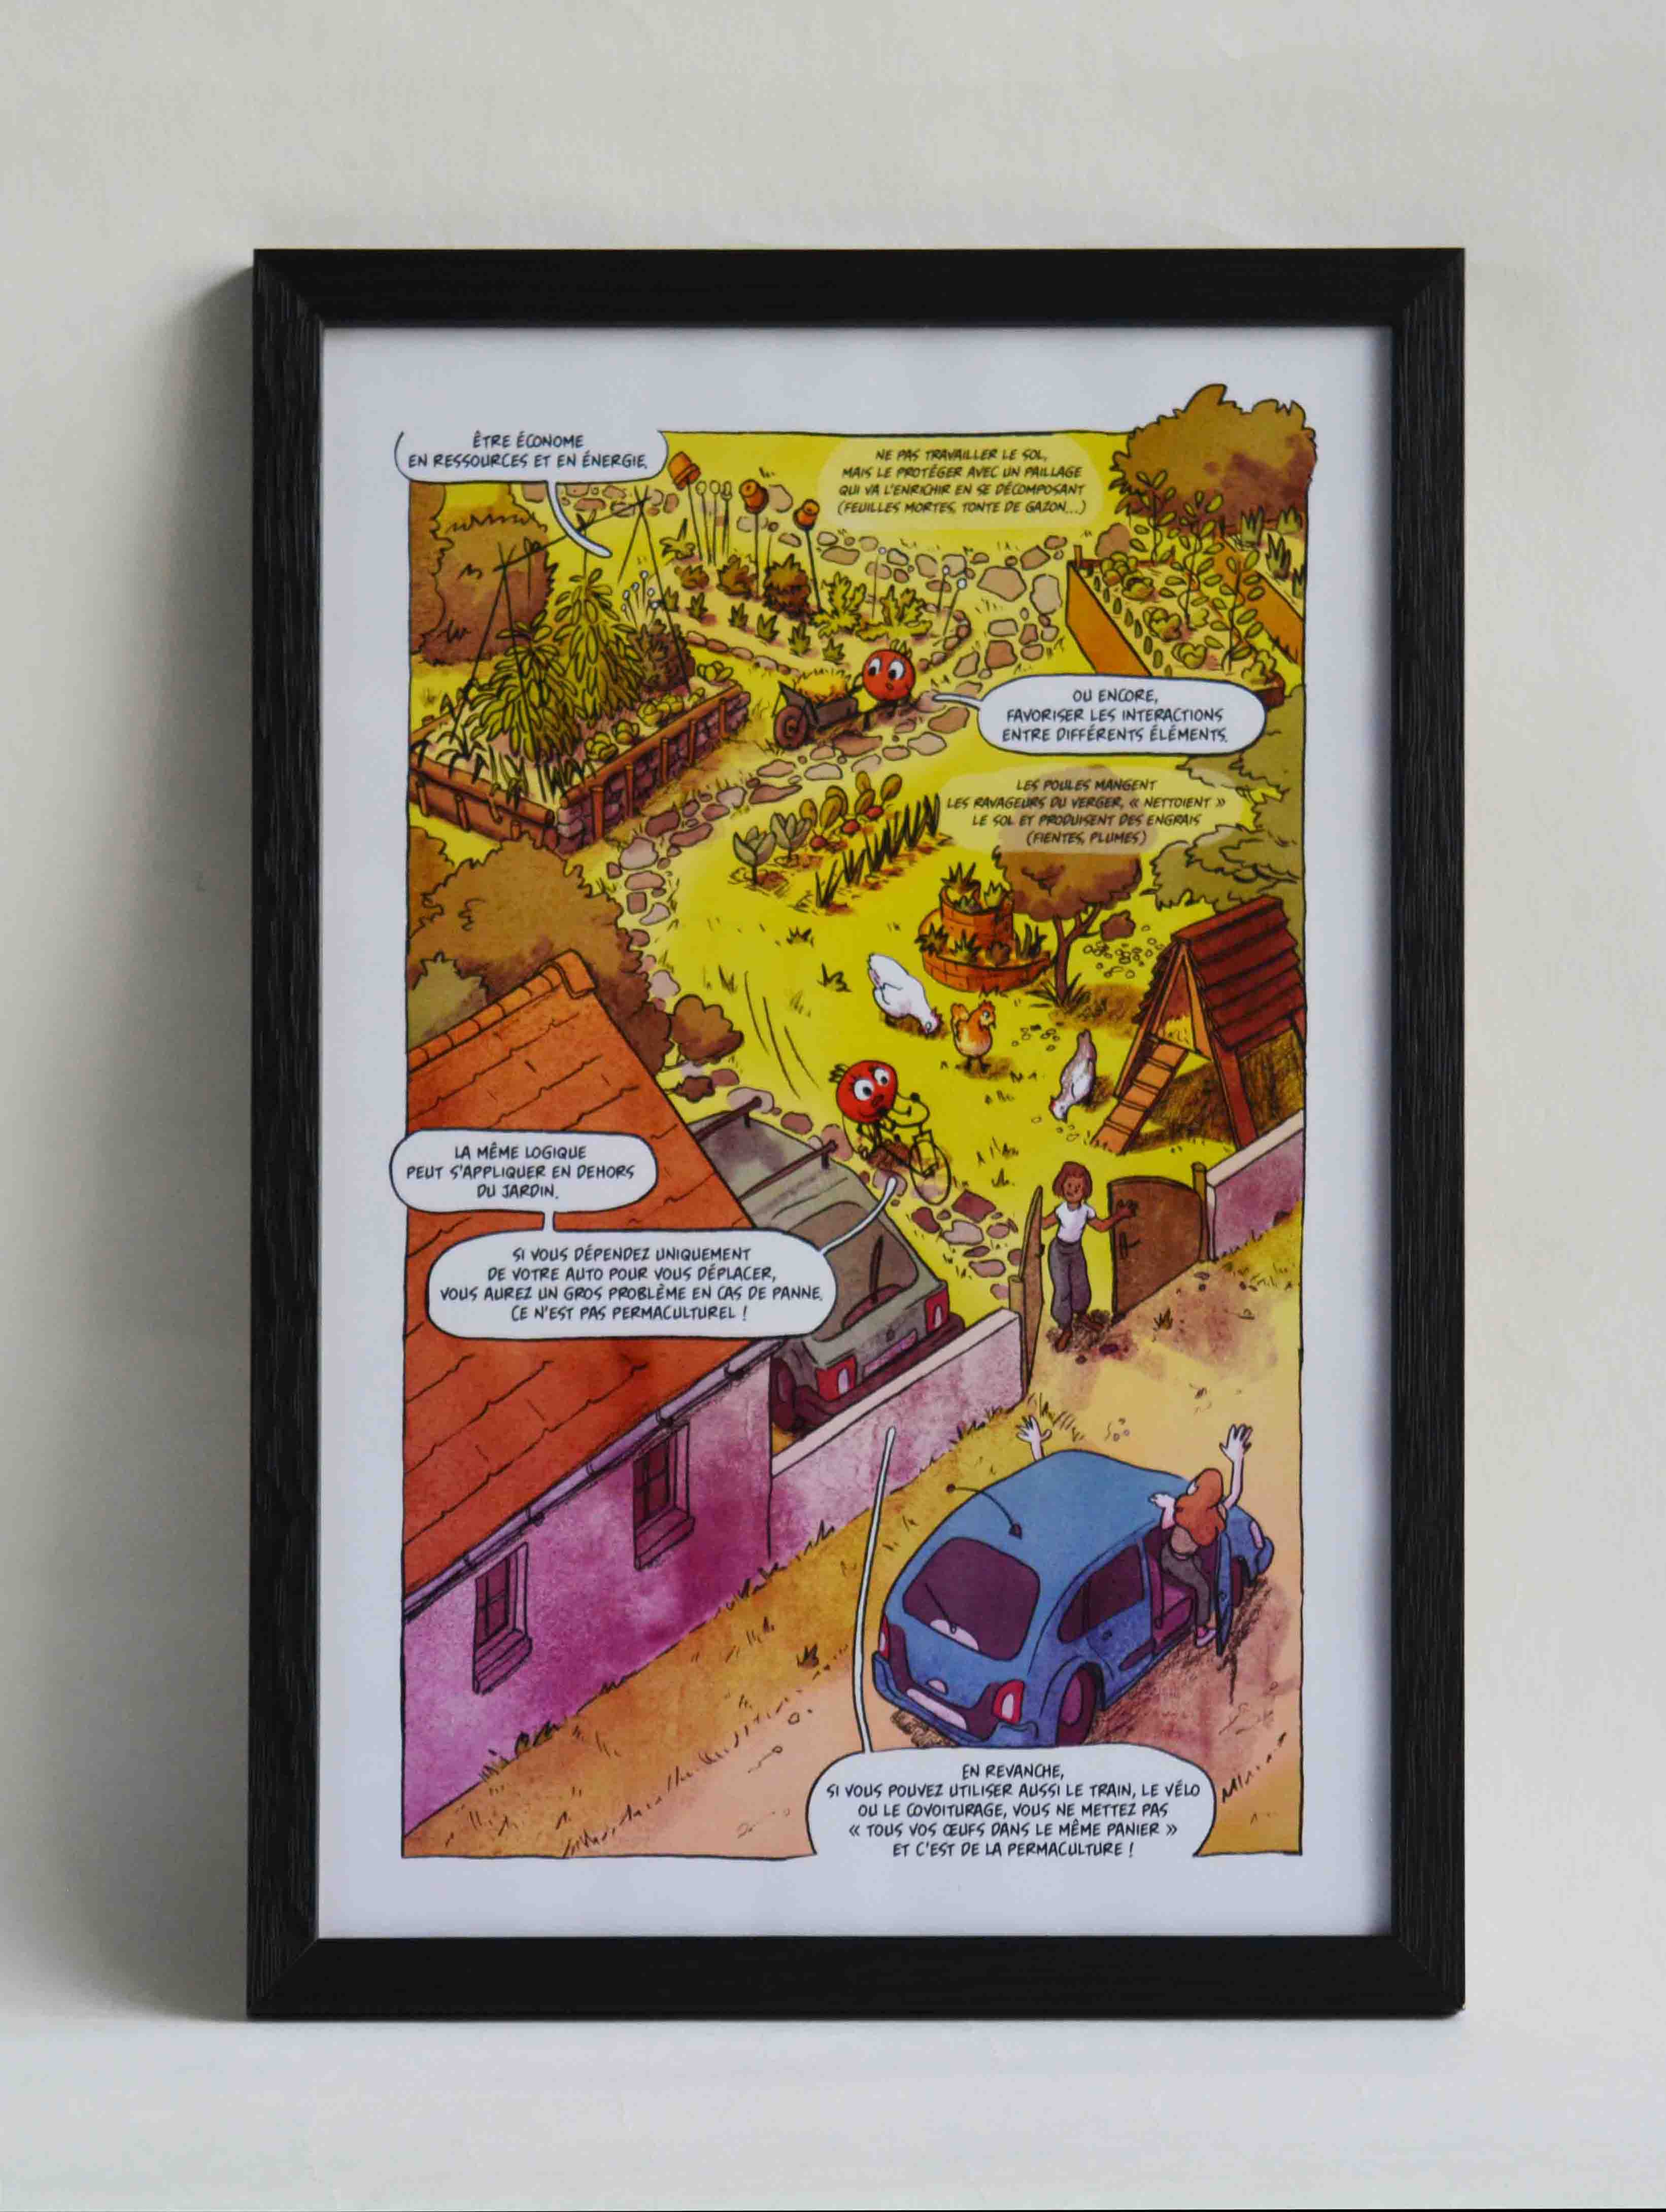 ÊTRE ÉCONOME
EN RESSOURCES ET EN ÉNERGIE.
NE PAS TRAVAILLER LE SOL,
MAIS LE PROTÉGER AVEC UN PAILLAGE
QUI VA L'ENRICHIR EN SE DÉCOMPOSANT
(FEUILLES MORTES, TONTE DE GAZON...)
OU ENCORE,
FAVORISER LES INTERACTIONS
ENTRE DIFFÉRENTS ÉLÉMENTS.
LES POULES MANGENT
LES RAVAGEURS DU VERGER, « NETTOIENT »
LE SOL ET PRODUISENT DES ENGRAIS
(FIENTES, PLUMES)
LA MÊME LOGIQUE
PEUT S'APPLIQUER EN DEHORS
DU JARDIN.
SI VOUS DÉPENDEZ UNIQUEMENT
DE VOTRE AUTO POUR VOUS DÉPLACER,
VOUS AUREZ UN GROS PROBLÈME EN CAS DE PANNE.
CE N'EST PAS PERMACULTUREL !
EN REVANCHE,
SI VOUS POUVEZ UTILISER AUSSI LE TRAIN, LE VÉLO
OU LE COVOITURAGE, VOUS NE METTEZ PAS
« TOUS VOS ŒUFS DANS LE MÊME PANIER »
ET C'EST DE LA PERMACULTURE !